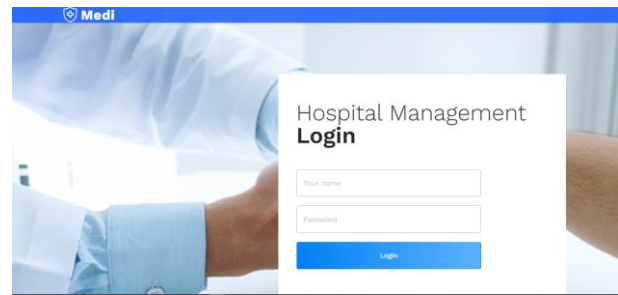 Medi
Hospital Management
Login
Your name
Password
Login